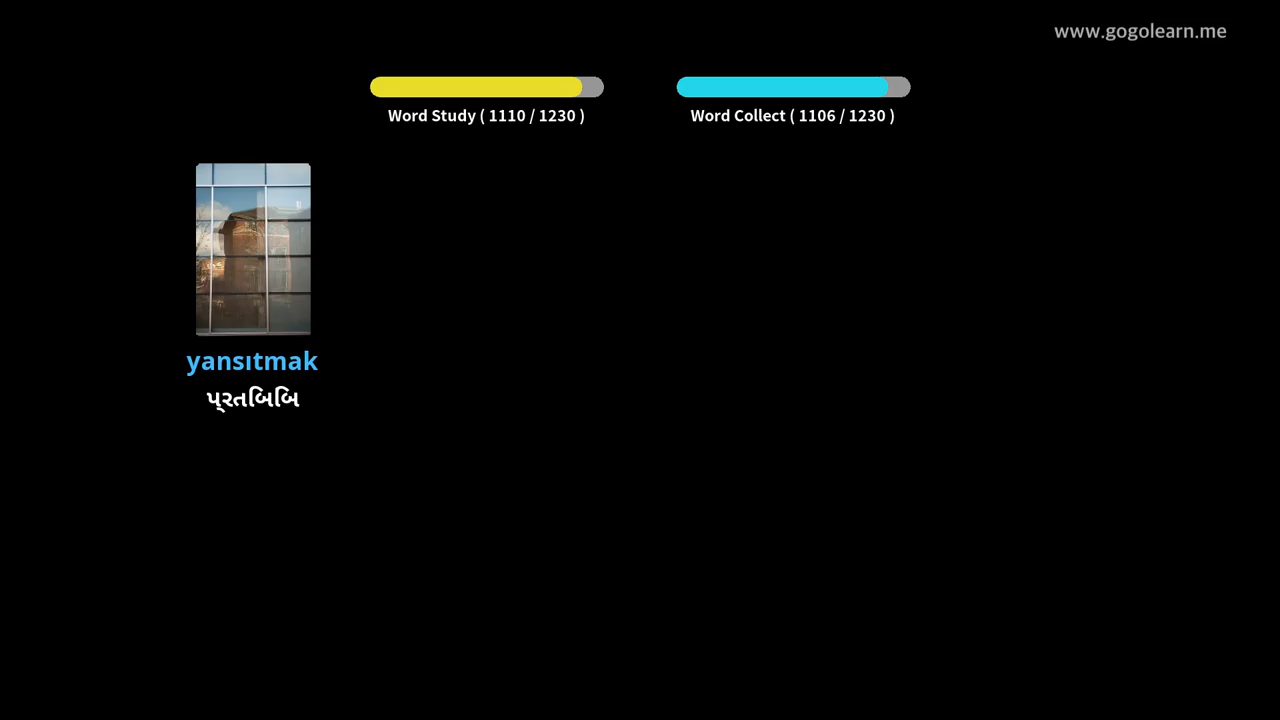 www.gogolearn.me
Word Study ( 1110 / 1230 )
Word Collect ( 1106 / 1230 )
yansıtmak
પ્રતબિબિ